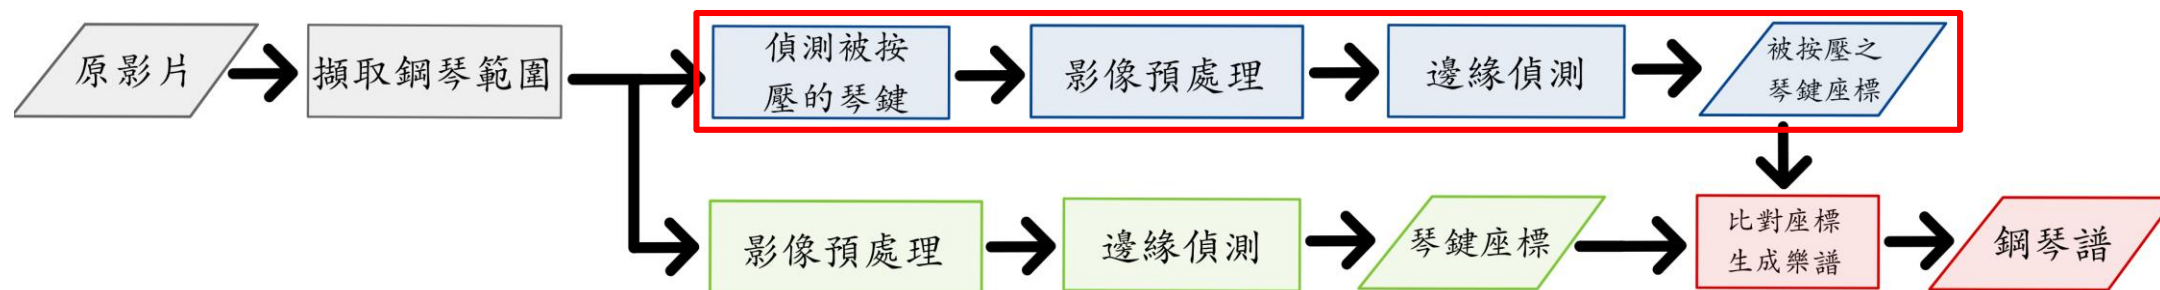 原影片
擷取鋼琴範圍
偵測被按
壓的琴鍵
影像預處理
邊緣偵測
被按壓之
琴鍵座標
影像預處理
邊緣偵測
琴鍵座標
比對座標
生成樂譜
鋼琴譜